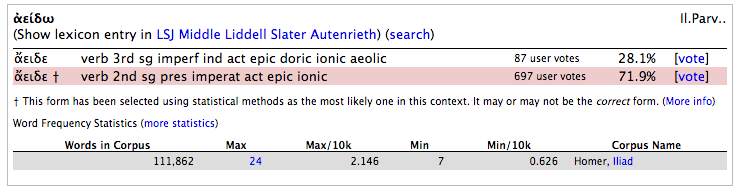 ἀείδω Il.Parv..
(Show lexicon entry in LSJ Middle Liddell Slater Autenrieth) (search)
ἄειδε verb 3rd sg imperf ind act epic doric ionic aeolic 87 user votes 28.1% [vote]
ἄειδε † verb 2nd sg pres imperat act epic ionic 697 user votes 71.9% [vote]
† This form has been selected using statistical methods as the most likely one in this context. It may or may not be the correct form. (More info)
Word Frequency Statistics (more statistics)
Words in Corpus Max Max/10k Min Min/10k Corpus Name
111,862 24 2.146 7 0.626 Homer, Iliad